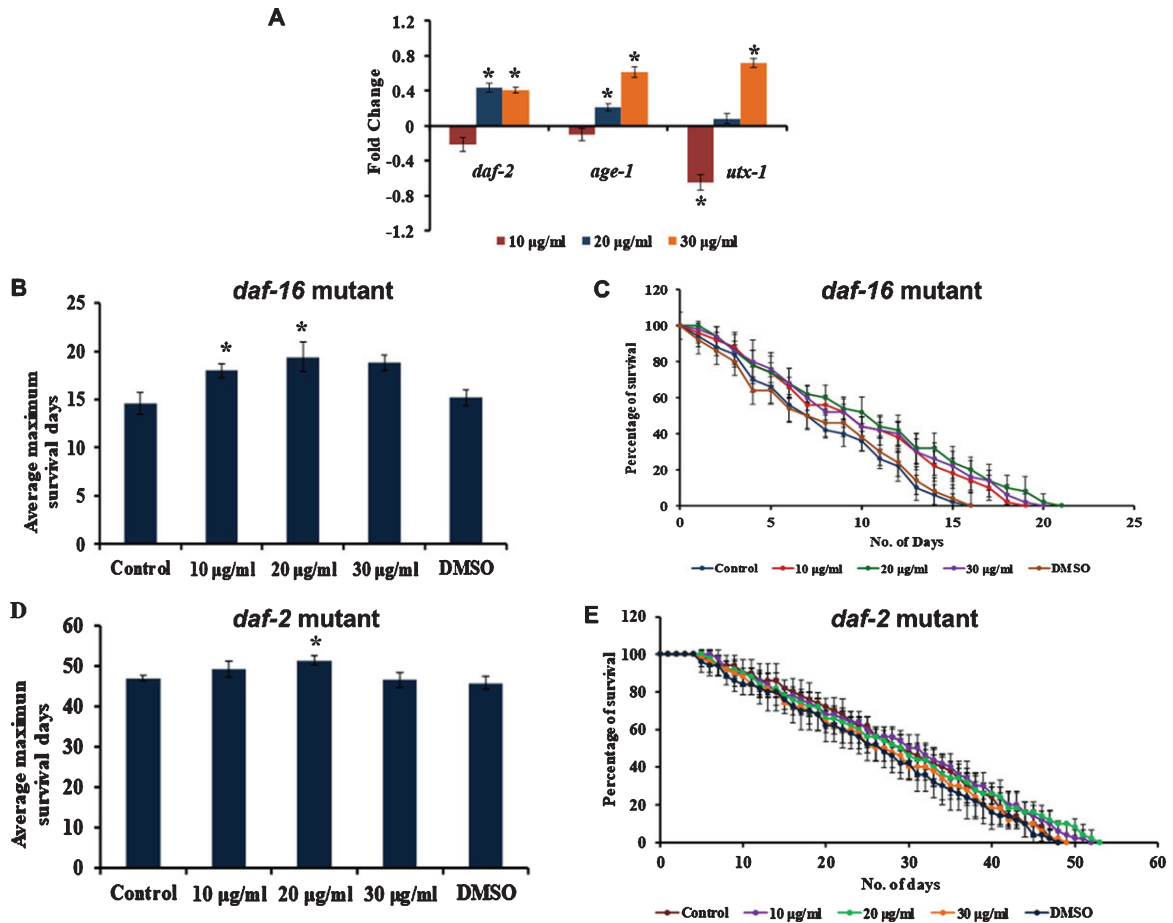 A
Fold Change
1.2
0.8
0.4
0
-0.4
-0.8
-1.2
* * * * * *
daf-2 age-1 utx-1
10 µg/ml 20 µg/ml 30 µg/ml
B
daf-16 mutant
Average maximum
survival days
25
20
15
10
5
0
* *
Control 10 µg/ml 20 µg/ml 30 µg/ml DMSO
C
daf-16 mutant
Percentage of survival
120
100
80
60
40
20
0
0 5 10 15 20 25
No. of Days
Control 10 µg/ml 20 µg/ml 30 µg/ml DMSO
D
daf-2 mutant
Average maximun
survival days
60
50
40
30
20
10
0
*
Control 10 µg/ml 20 µg/ml 30 µg/ml DMSO
E
daf-2 mutant
Percentage of survival
120
100
80
60
40
20
0
0 10 20 30 40 50 60
No. of days
Control 10 µg/ml 20 µg/ml 30 µg/ml DMSO